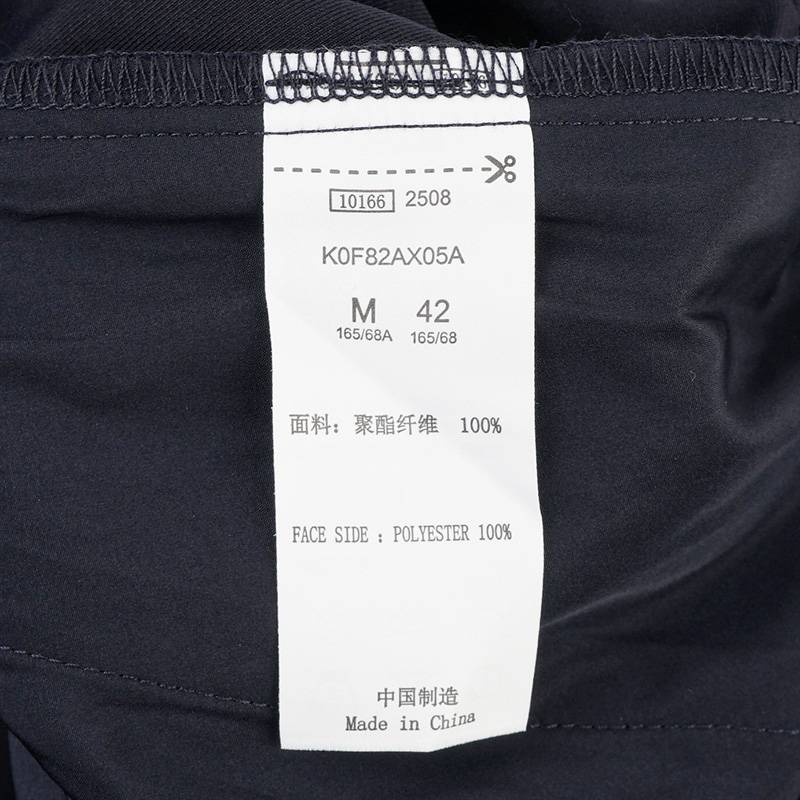 10166 2508
K0F82AX05A
M 42
165/68A 165/68
面料：聚酯纤维 100%
FACE SIDE : POLYESTER 100%
中国制造
Made in China